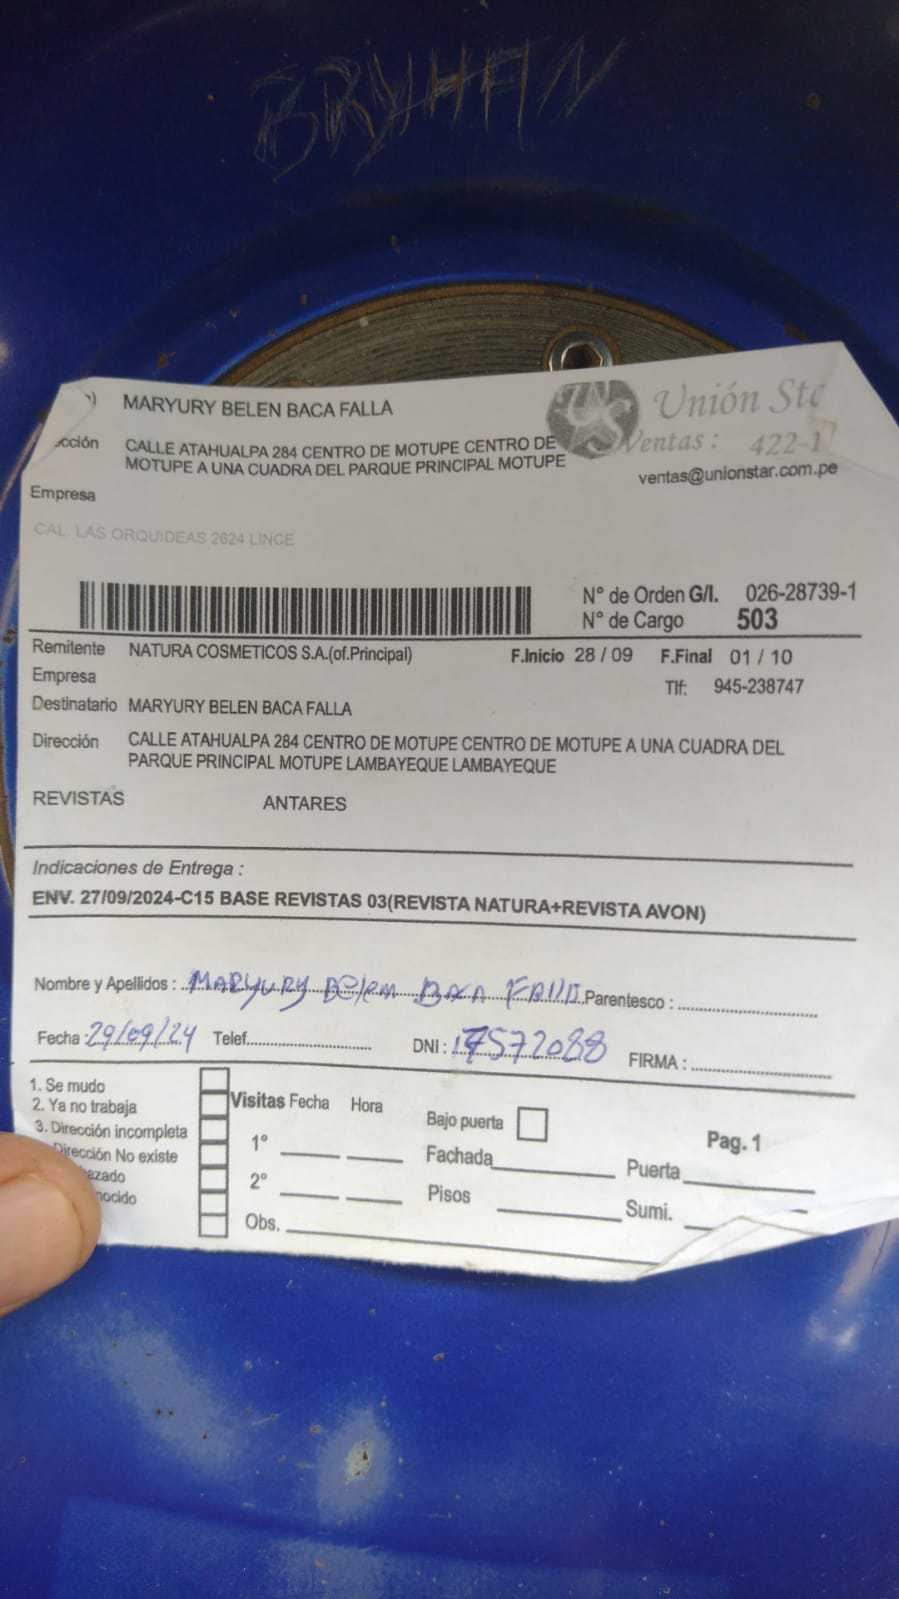 BRYHAN
MARYURY BELEN BACA FALLA
Unión
cción CALLE ATAHUALPA 284 CENTRO DE MOTUPE CENTRO DE
MOTUPE A UNA CUADRA DEL PARQUE PRINCIPAL MOTUPE
Ventas: 422-1
ventas@unionstar.com.pe
Empresa
CAL. LAS ORQUIDEAS 2624 LINCE
N° de Orden G/I. 026-28739-1
N° de Cargo 503
Remitente NATURA COSMETICOS S.A.(of.Principal) F.Inicio 28 / 09 F.Final 01 / 10
Empresa Tlf: 945-238747
Destinatario MARYURY BELEN BACA FALLA
Dirección CALLE ATAHUALPA 284 CENTRO DE MOTUPE CENTRO DE MOTUPE A UNA CUADRA DEL
PARQUE PRINCIPAL MOTUPE LAMBAYEQUE LAMBAYEQUE
REVISTAS ANTARES
Indicaciones de Entrega :
ENV. 27/09/2024-C15 BASE REVISTAS 03(REVISTA NATURA+REVISTA AVON)
Nombre y Apellidos : MARYURY Belem BACA FAllA Parentesco :
Fecha : 29/09/24 Telef. DNI : 17572088 FIRMA :
1. Se mudo
2. Ya no trabaja
3. Dirección incompleta
Dirección No existe
azado
nocido
Visitas Fecha Hora
1°
2°
Obs.
Bajo puerta
Fachada
Pisos
Pag. 1
Puerta
Sumi.